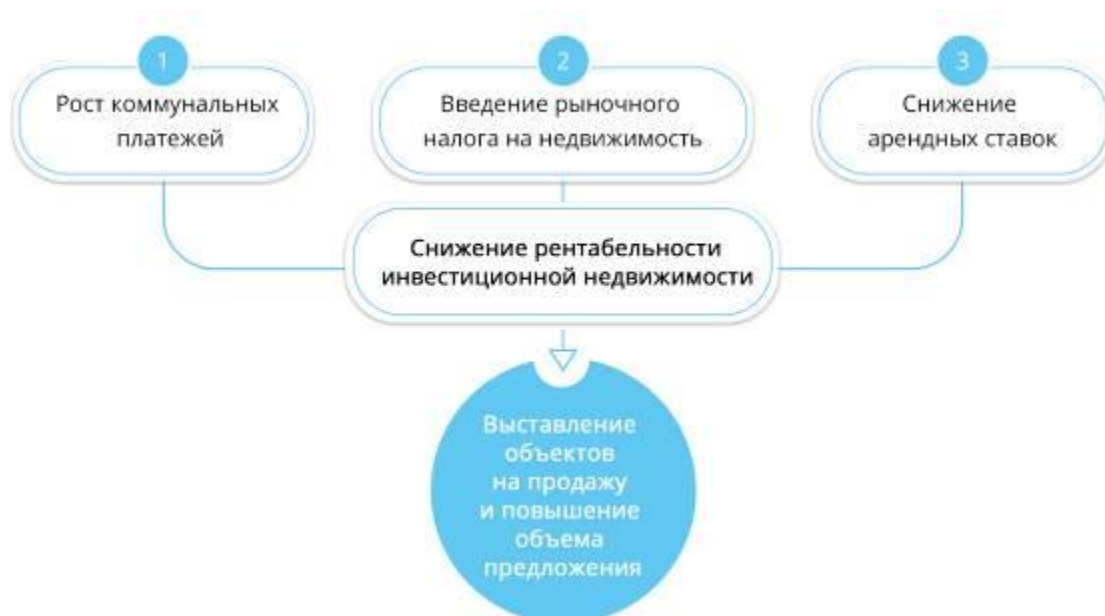 1
Рост коммунальных
платежей
2
Введение рыночного
налога на недвижимость
3
Снижение
арендных ставок
Снижение рентабельности
инвестиционной недвижимости
Выставление
объектов
на продажу
и повышение
объема
предложения